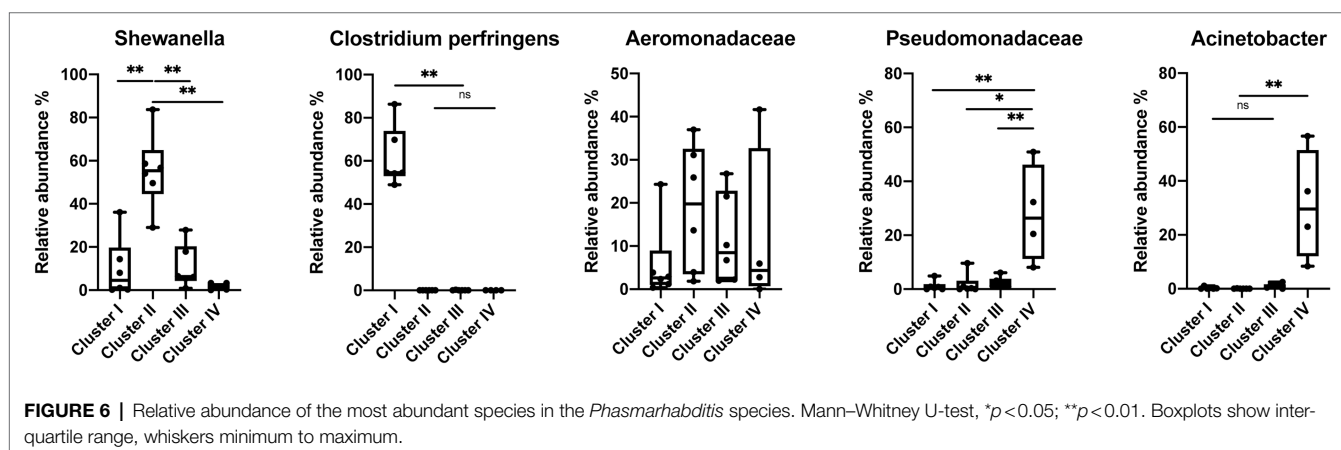 Shewanella
Clostridium perfringens
Aeromonadaceae
Pseudomonadaceae
Acinetobacter
Relative abundance %
100
80
60
40
20
0
** **
**
Cluster I
Cluster II
Cluster III
Cluster IV
Relative abundance %
100
80
60
40
20
0
**
ns
Cluster I
Cluster II
Cluster III
Cluster IV
Relative abundance %
50
40
30
20
10
0
Cluster I
Cluster II
Cluster III
Cluster IV
Relative abundance %
80
60
40
20
0
**
*
**
Cluster I
Cluster II
Cluster III
Cluster IV
Relative abundance %
80
60
40
20
0
**
ns
Cluster I
Cluster II
Cluster III
Cluster IV
FIGURE 6 | Relative abundance of the most abundant species in the Phasmarhabditis species. Mann–Whitney U-test, *p<0.05; **p<0.01. Boxplots show inter-
quartile range, whiskers minimum to maximum.